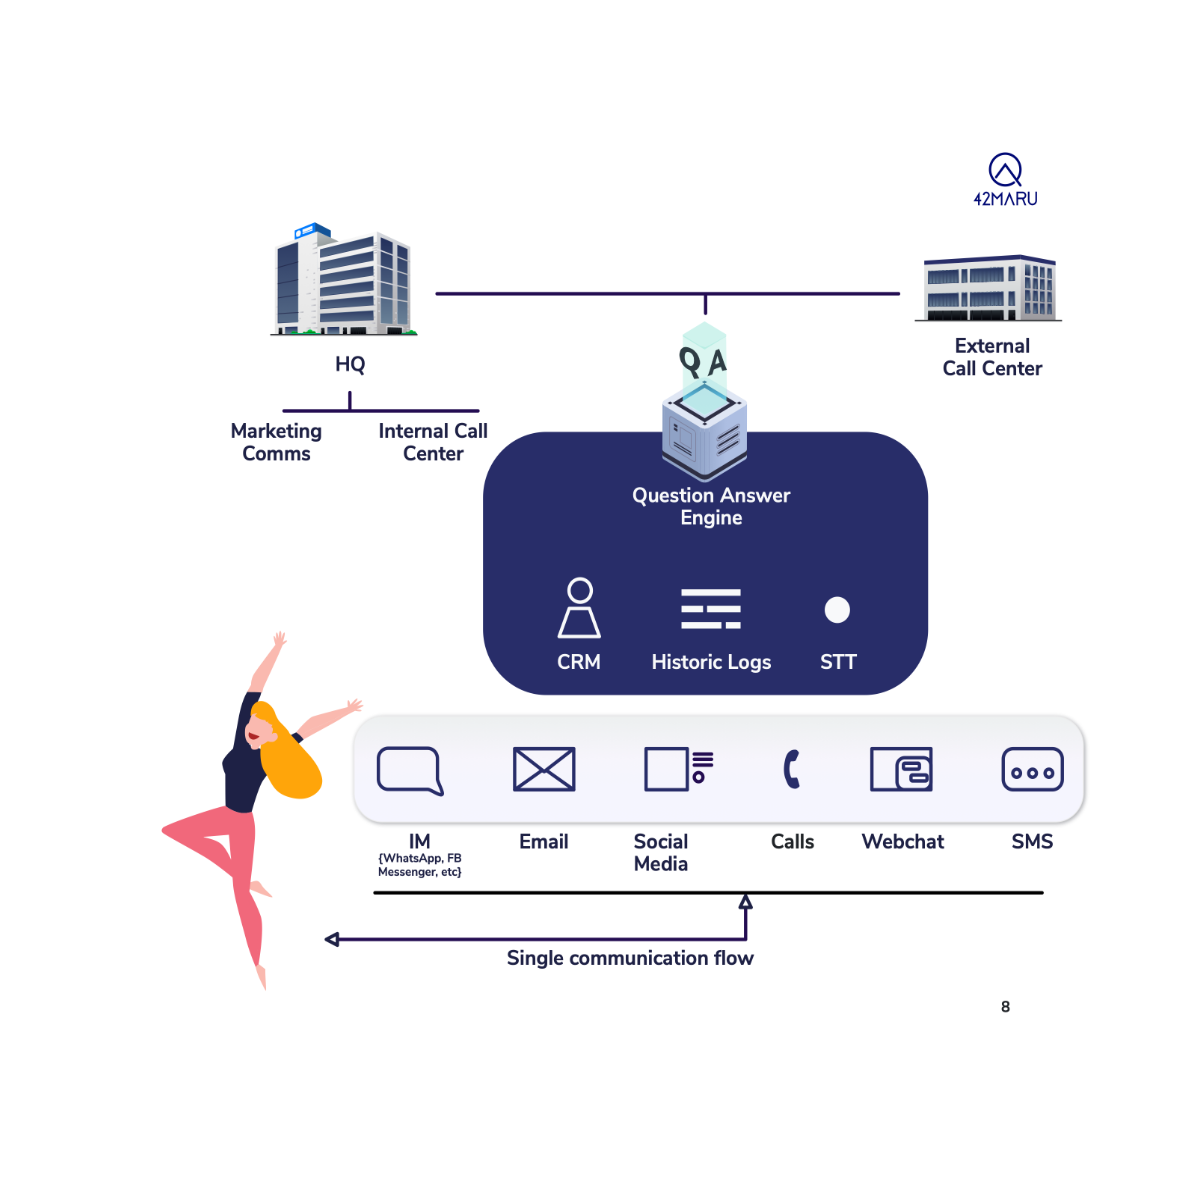 42MARU
HQ
External
Call Center
Marketing
Comms
Internal Call
Center
Q A
Question Answer
Engine
CRM
Historic Logs
STT
IM
{WhatsApp, FB
Messenger, etc}
Email
Social
Media
Calls
Webchat
SMS
Single communication flow
8